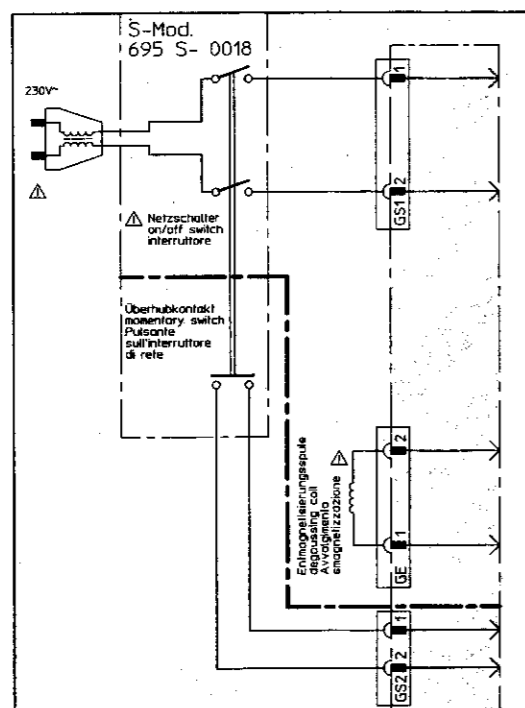 S-Mod.
695 S- 0018
230V~
1
2
GS1
Netzschalter
on/off switch
interruttore
Überhubkontakt
momentary switch
Pulsante
sull'interruttore
di rete
Entmagnetisierungsspule
degaussing coil
Avvolgimento
smagnetizzazione
2
1
GE
1
2
GS2